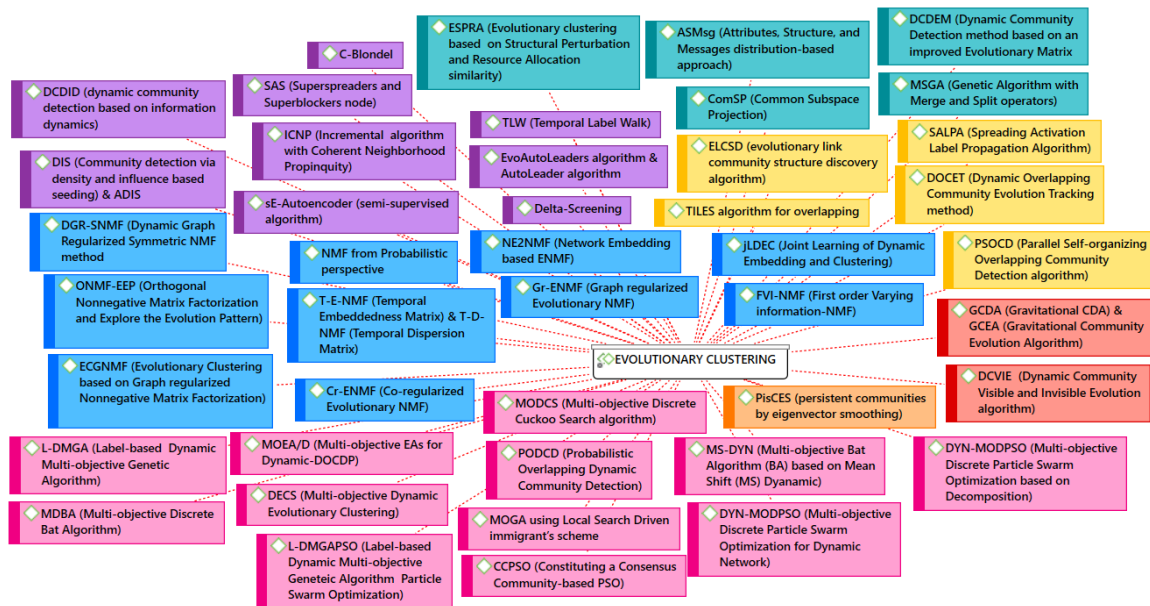 C-Blondel
ESPRA (Evolutionary clustering
based on Structural Perturbation
and Resource Allocation
similarity)
ASMsg (Attributes, Structure, and
Messages distribution-based
approach)
DCDEM (Dynamic Community
Detection method based on an
improved Evolutionary Matrix
DCDID (dynamic community
detection based on information
dynamics)
SAS (Superspreaders and
Superblockers node)
MSGA (Genetic Algorithm with
Merge and Split operators)
ComSP (Common Subspace
Projection)
ICNP (Incremental algorithm
with Coherent Neighborhood
Propinquity)
TLW (Temporal Label Walk)
SALPA (Spreading Activation
Label Propagation Algorithm)
ELCSD (evolutionary link
community structure discovery
algorithm)
DIS (Community detection via
density and influence based
seeding) & ADIS
EvoAutoLeaders algorithm &
AutoLeader algorithm
DOCET (Dynamic Overlapping
Community Evolution Tracking
method)
sE-Autoencoder (semi-supervised
algorithm)
Delta-Screening
TILES algorithm for overlapping
DGR-SNMF (Dynamic Graph
Regularized Symmetric NMF
method
NMF from Probabilistic
perspective
NE2NMF (Network Embedding
based ENMF)
jLDEC (Joint Learning of Dynamic
Embedding and Clustering)
PSOCD (Parallel Self-organizing
Overlapping Community
Detection algorithm)
ONMF-EEP (Orthogonal
Nonnegative Matrix Factorization
and Explore the Evolution Pattern)
T-E-NMF (Temporal
Embeddedness Matrix) & T-D-
NMF (Temporal Dispersion
Matrix)
Gr-ENMF (Graph regularized
Evolutionary NMF)
FVI-NMF (First order Varying
information-NMF)
GCDA (Gravitational CDA) &
GCEA (Gravitational Community
Evolution Algorithm)
EVOLUTIONARY CLUSTERING
ECGNMF (Evolutionary Clustering
based on Graph regularized
Nonnegative Matrix Factorization)
Cr-ENMF (Co-regularized
Evolutionary NMF)
MODCS (Multi-objective Discrete
Cuckoo Search algorithm)
PisCES (persistent communities
by eigenvector smoothing)
DCVIE (Dynamic Community
Visible and Invisible Evolution
algorithm)
L-DMGA (Label-based Dynamic
Multi-objective Genetic
Algorithm)
MOEA/D (Multi-objective EAs for
Dynamic-DOCDP)
PODCD (Probabilistic
Overlapping Dynamic
Community Detection)
MS-DYN (Multi-objective Bat
Algorithm (BA) based on Mean
Shift (MS) Dyanamic)
DYN-MODPSO (Multi-objective
Discrete Particle Swarm
Optimization based on
Decomposition)
DECS (Multi-objective Dynamic
Evolutionary Clustering)
MDBA (Multi-objective Discrete
Bat Algorithm)
MOGA using Local Search Driven
immigrant's scheme
DYN-MODPSO (Multi-objective
Discrete Particle Swarm
Optimization for Dynamic
Network)
L-DMGAPSO (Label-based
Dynamic Multi-objective
Geneteic Algorithm Particle
Swarm Optimization)
CCPSO (Constituting a Consensus
Community-based PSO)